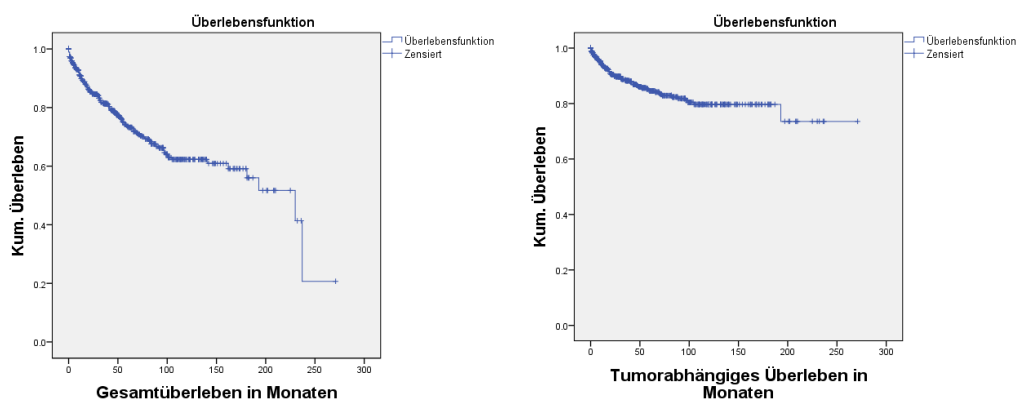 Überlebensfunktion
Überlebensfunktion
Zensiert
1.0
0.8
0.6
0.4
0.2
0.0
Kum. Überleben
0
50
100
150
200
250
300
Gesamtüberleben in Monaten
Überlebensfunktion
Überlebensfunktion
Zensiert
1.0
0.8
0.6
0.4
0.2
0.0
Kum. Überleben
0
50
100
150
200
250
300
Tumorabhängiges Überleben in
Monaten